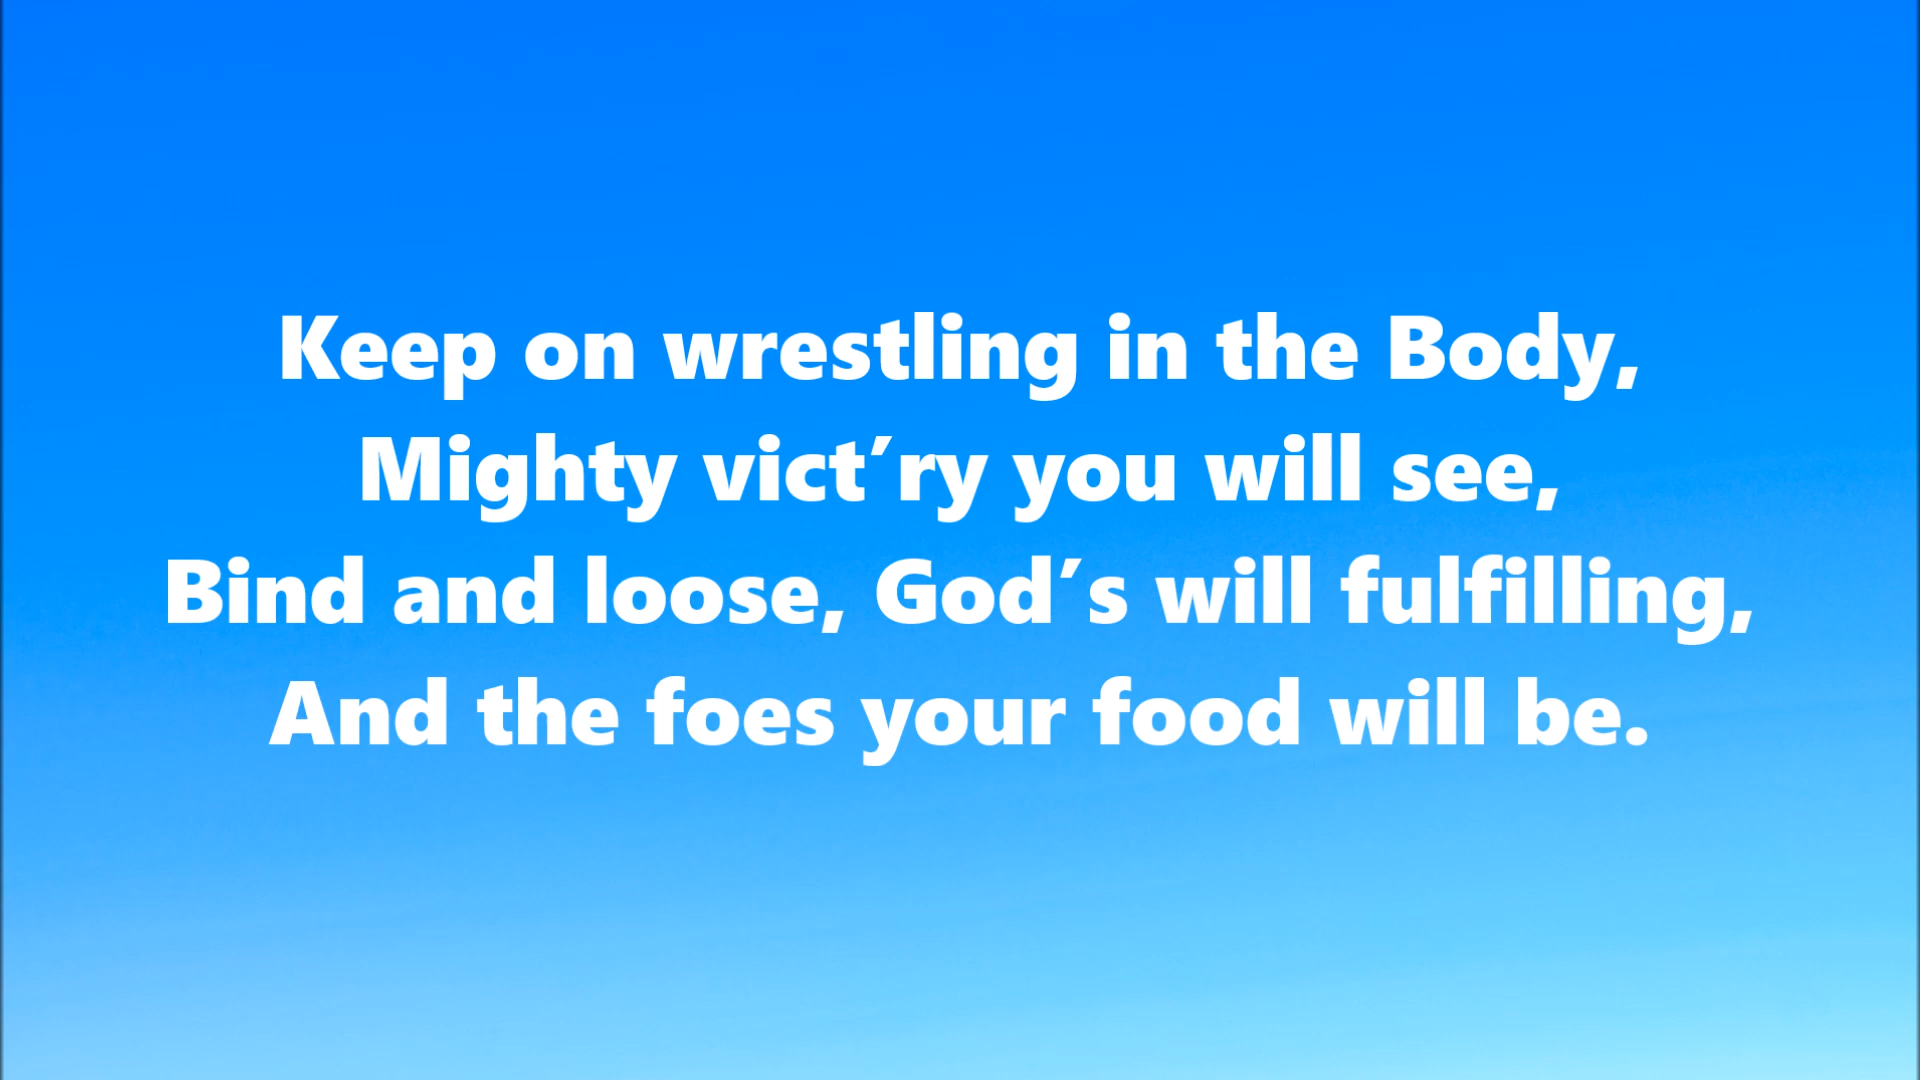 Keep on wrestling in the Body,
Mighty vict’ry you will see,
Bind and loose, God’s will fulfilling,
And the foes your food will be.